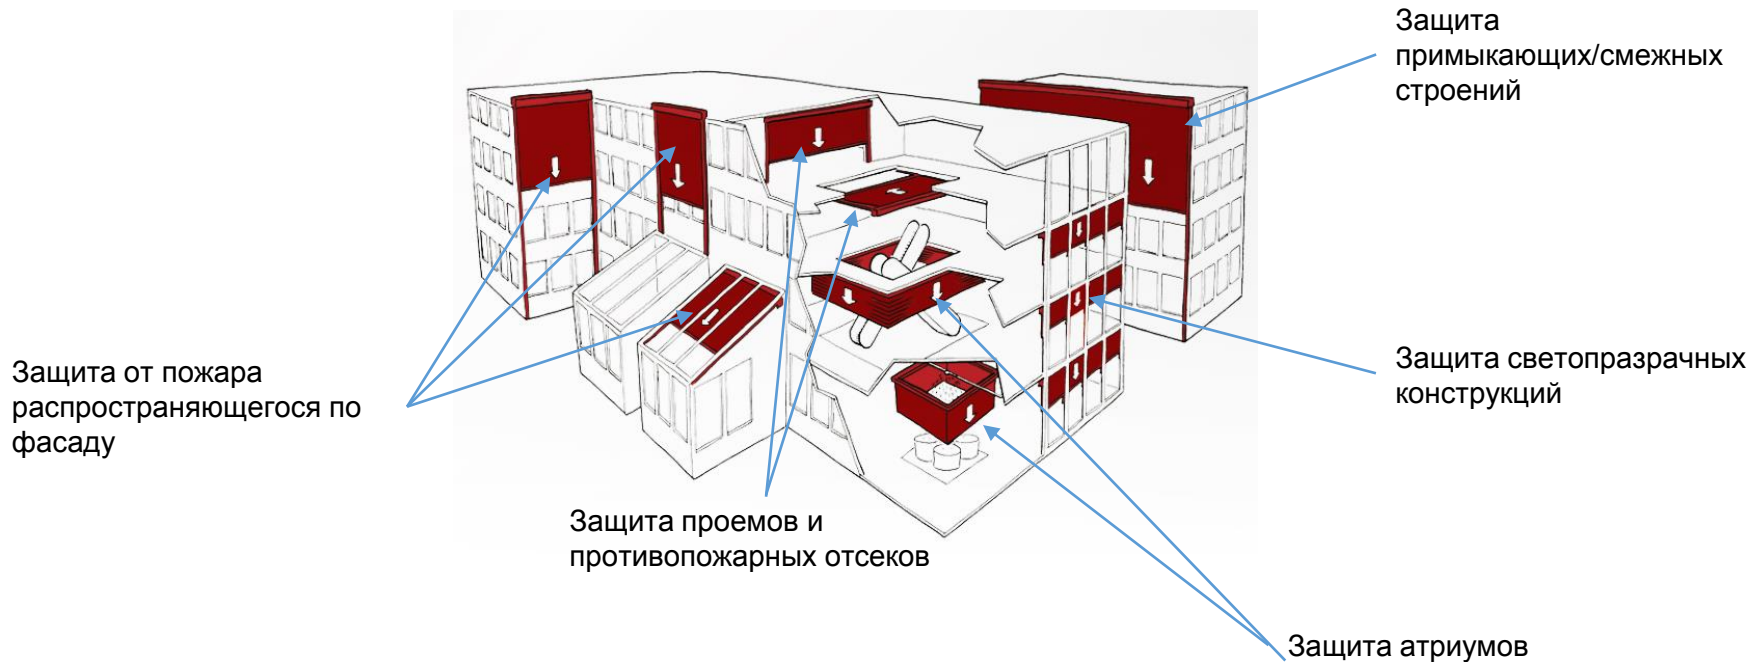 Защита
примыкающих/смежных
строений
Защита от пожара
распространяющегося по
фасаду
Защита светопразрачных
конструкций
Защита проемов и
противопожарных отсеков
Защита атриумов